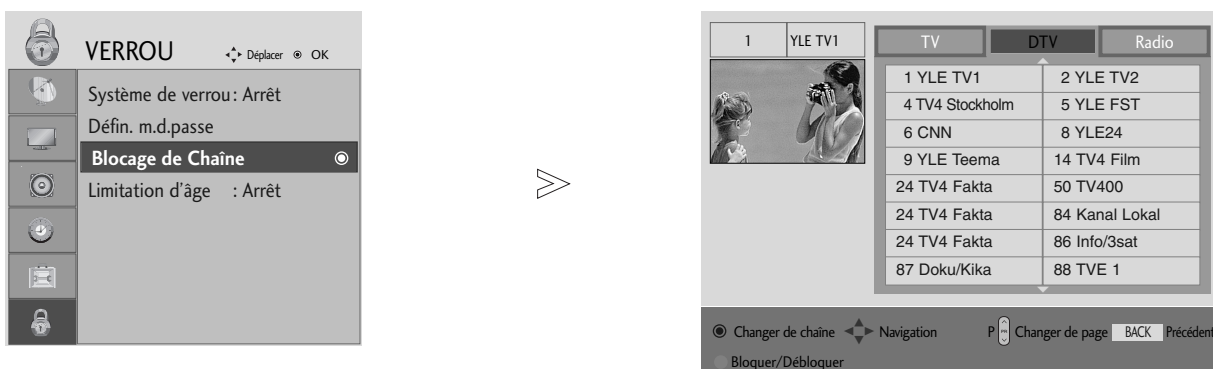 VERROU Déplacer OK
Système de verrou : Arrêt
Défin. m.d.passe
Blocage de Chaîne
Limitation d'âge : Arrêt
1 YLE TV1
TV DTV Radio
1 YLE TV1 2 YLE TV2
4 TV4 Stockholm 5 YLE FST
6 CNN 8 YLE24
9 YLE Teema 14 TV4 Film
24 TV4 Fakta 50 TV400
24 TV4 Fakta 84 Kanal Lokal
24 TV4 Fakta 86 Info/3sat
87 Doku/Kika 88 TVE 1
Changer de chaîne Navigation P PR Changer de page BACK Précédent
Bloquer/Débloquer